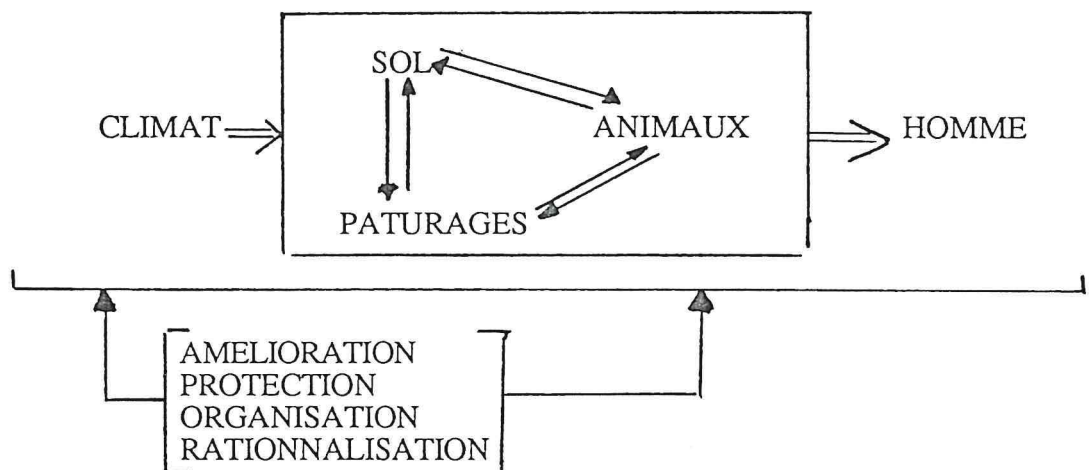 SOL
CLIMAT
ANIMAUX
HOMME
PATURAGES
AMELIORATION
PROTECTION
ORGANISATION
RATIONNALISATION